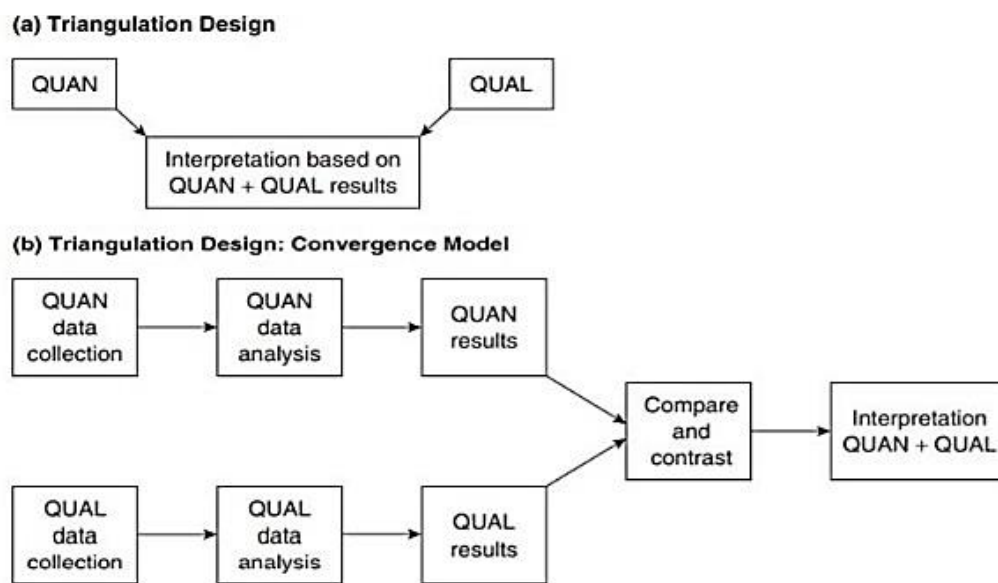 (a) Triangulation Design
QUAN
QUAL
Interpretation based on
QUAN + QUAL results
(b) Triangulation Design: Convergence Model
QUAN
data
collection
QUAN
data
analysis
QUAN
results
Compare
and
contrast
Interpretation
QUAN + QUAL
QUAL
data
collection
QUAL
data
analysis
QUAL
results